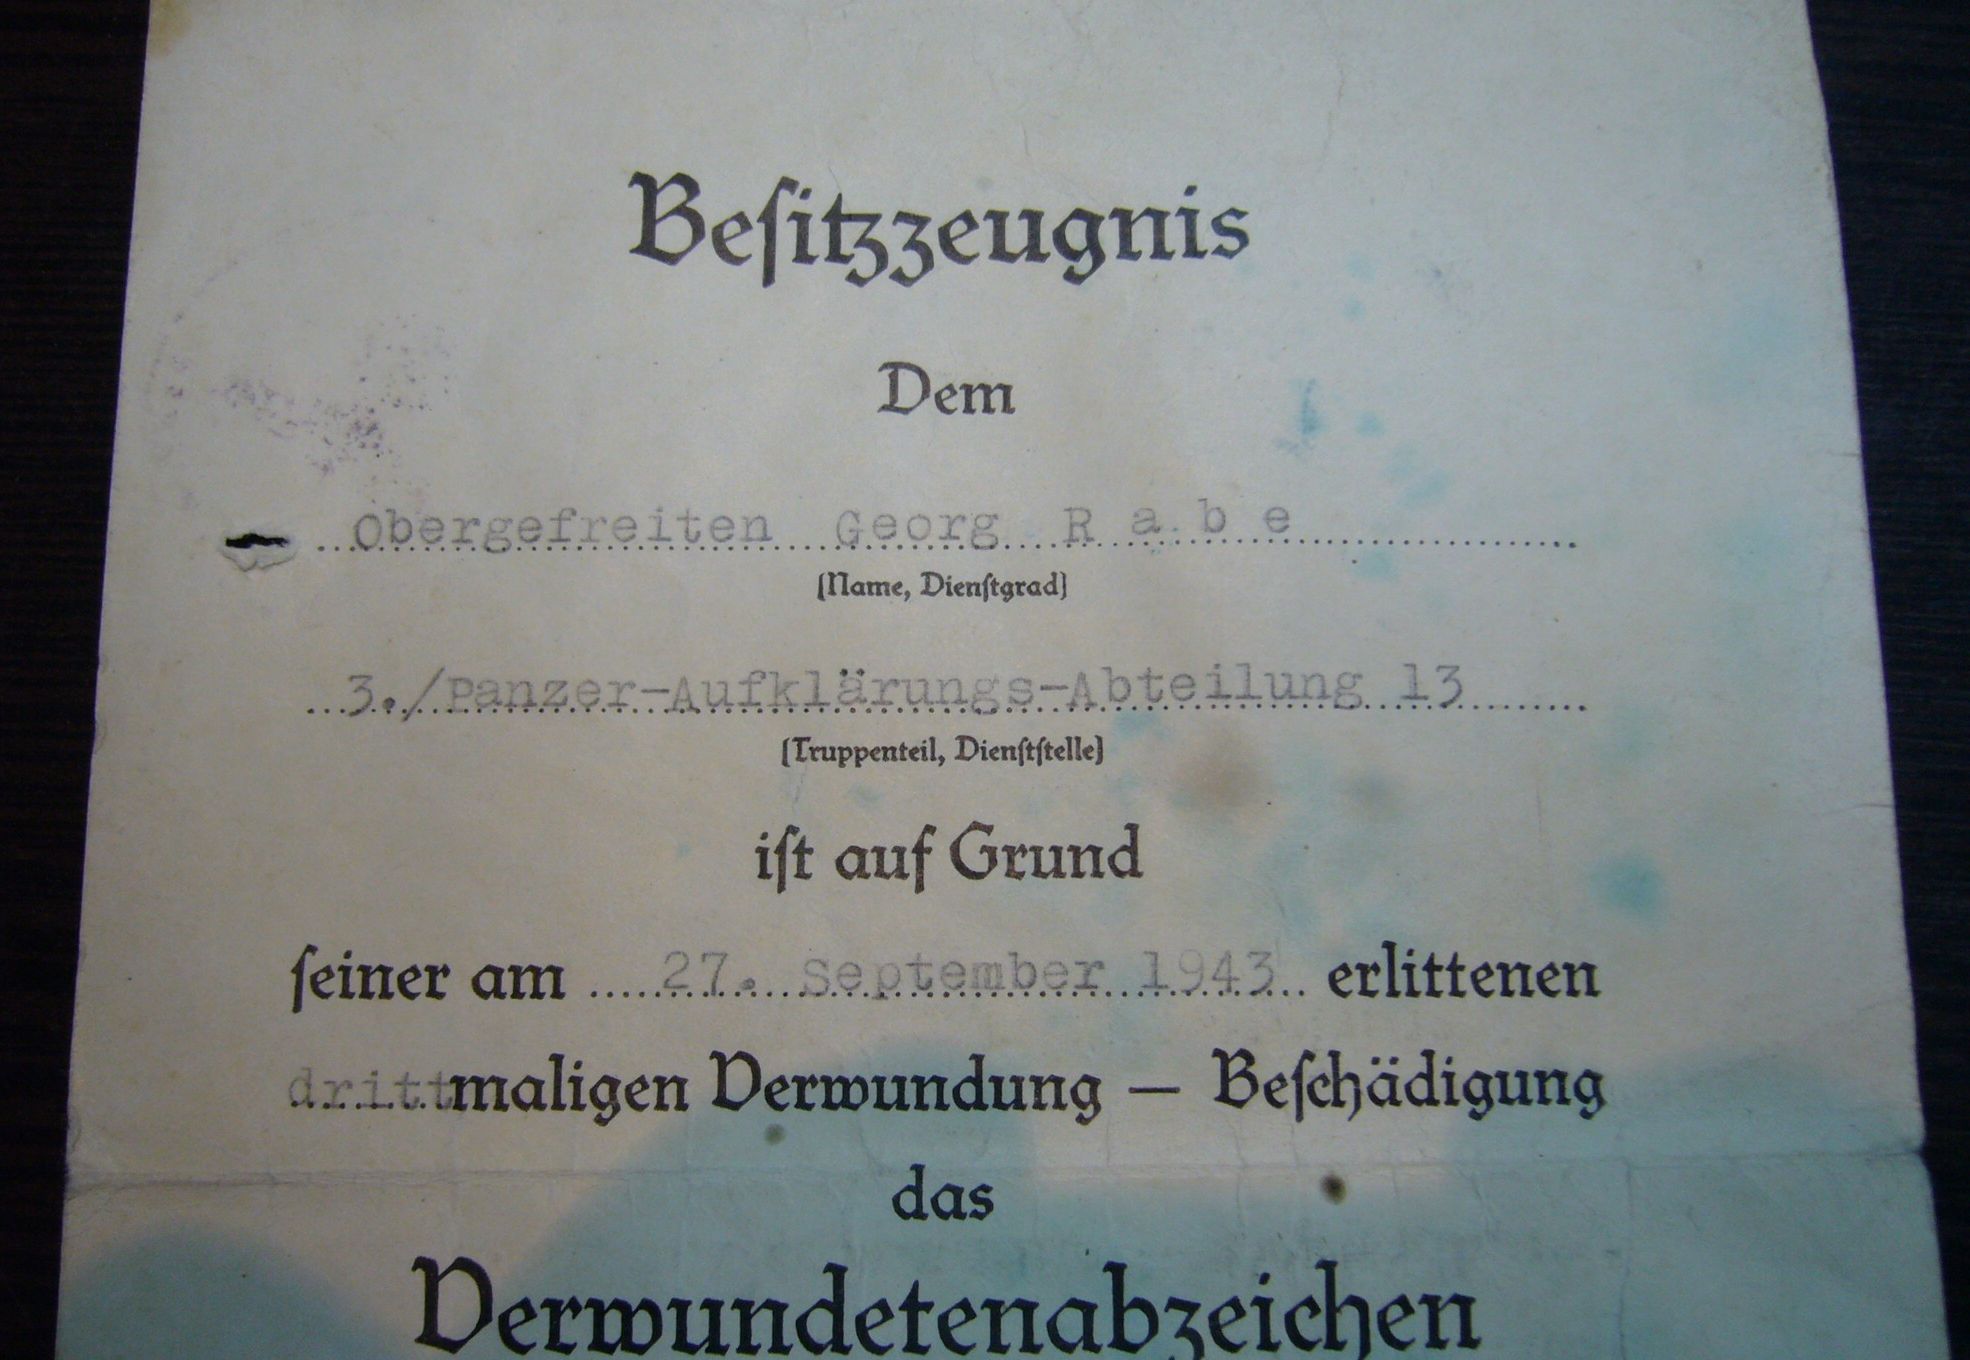 Beſitzzeugnis
Dem
Obergefreiten Georg R a b e
(Name, Dienſtgrad)
3./Panzer-Aufklärungs-Abteilung 13
(Truppenteil, Dienſtſtelle)
iſt auf Grund
ſeiner am 27. September 1943 erlittenen
drittmaligen Verwundung — Beſchädigung
das
Verwundetenabzeichen